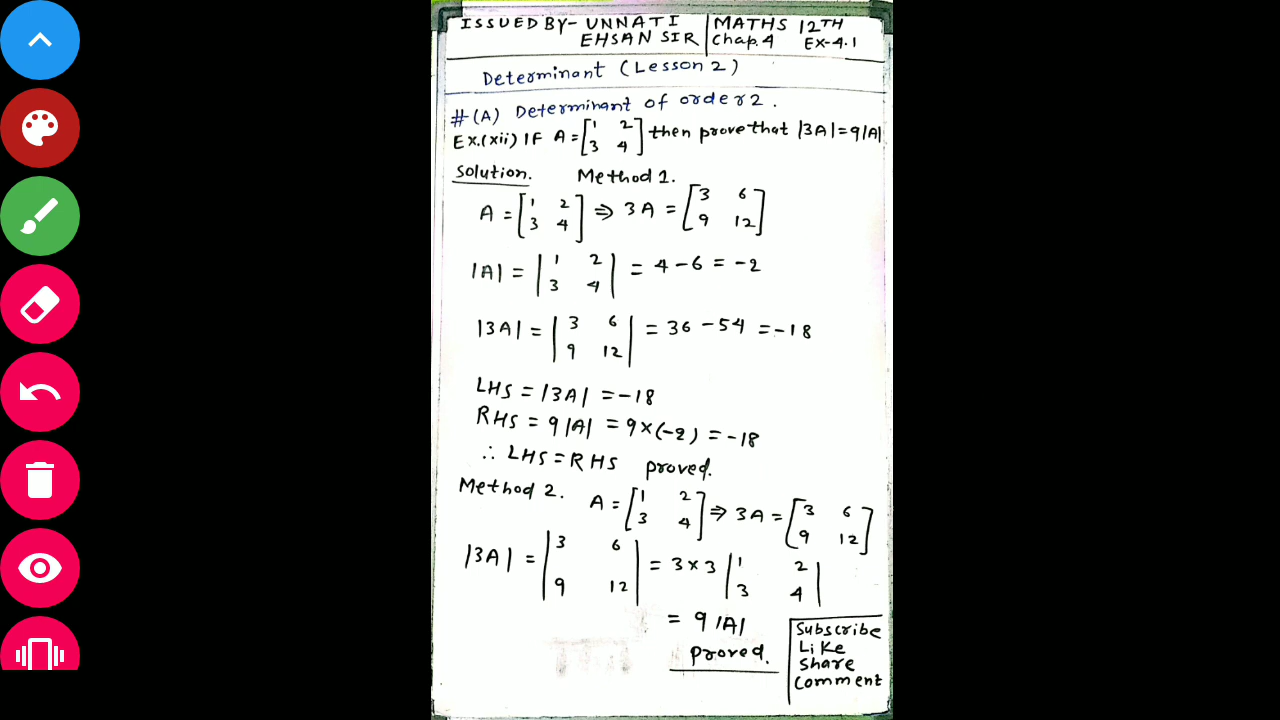 ISSUED BY- UNNATI
EHSAN SIR
MATHS 12TH
Chap. 4 Ex-4.1
Determinant (Lesson 2)
# (A) Determinant of order 2.
Ex.(xii) IF A = [1 2 3 4] then prove that |3A| = 9|A|
Solution. Method 1.
A = [1 2 3 4] ⇒ 3A = [3 6 9 12]
|A| = |1 2 3 4| = 4 - 6 = -2
|3A| = |3 6 9 12| = 36 - 54 = -18
LHS = |3A| = -18
RHS = 9|A| = 9×(-2) = -18
∴ LHS = RHS proved.
Method 2. A = [1 2 3 4] ⇒ 3A = [3 6 9 12]
|3A| = |3 6 9 12| = 3×3 |1 2 3 4|
= 9|A|
proved.
Subscribe
Like
Share
Comment